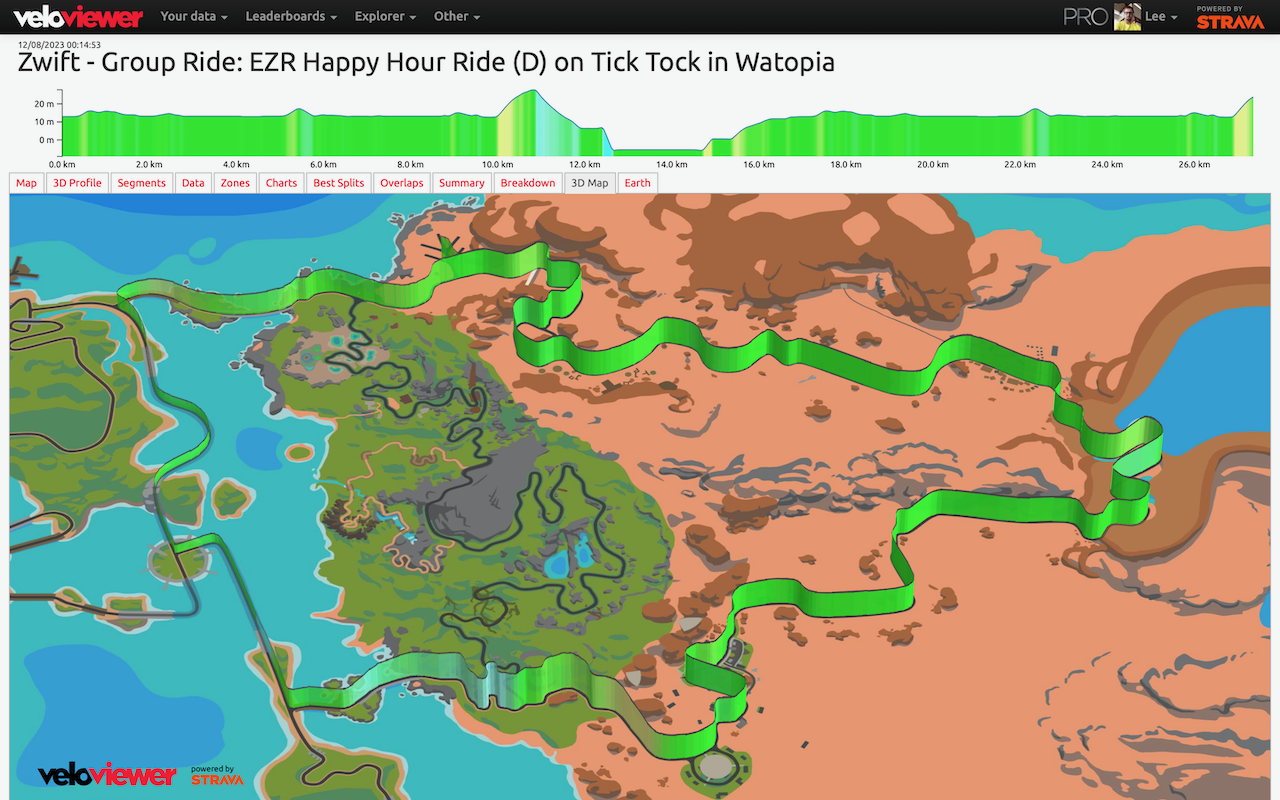 veloviewer Your data Leaderboards Explorer Other PRO Lee POWERED BY STRAVA
12/08/2023 00:14:53
Zwift - Group Ride: EZR Happy Hour Ride (D) on Tick Tock in Watopia
20 m
10 m
0 m
0.0 km 2.0 km 4.0 km 6.0 km 8.0 km 10.0 km 12.0 km 14.0 km 16.0 km 18.0 km 20.0 km 22.0 km 24.0 km 26.0 km
Map 3D Profile Segments Data Zones Charts Best Splits Overlaps Summary Breakdown 3D Map Earth
veloviewer powered by STRAVA